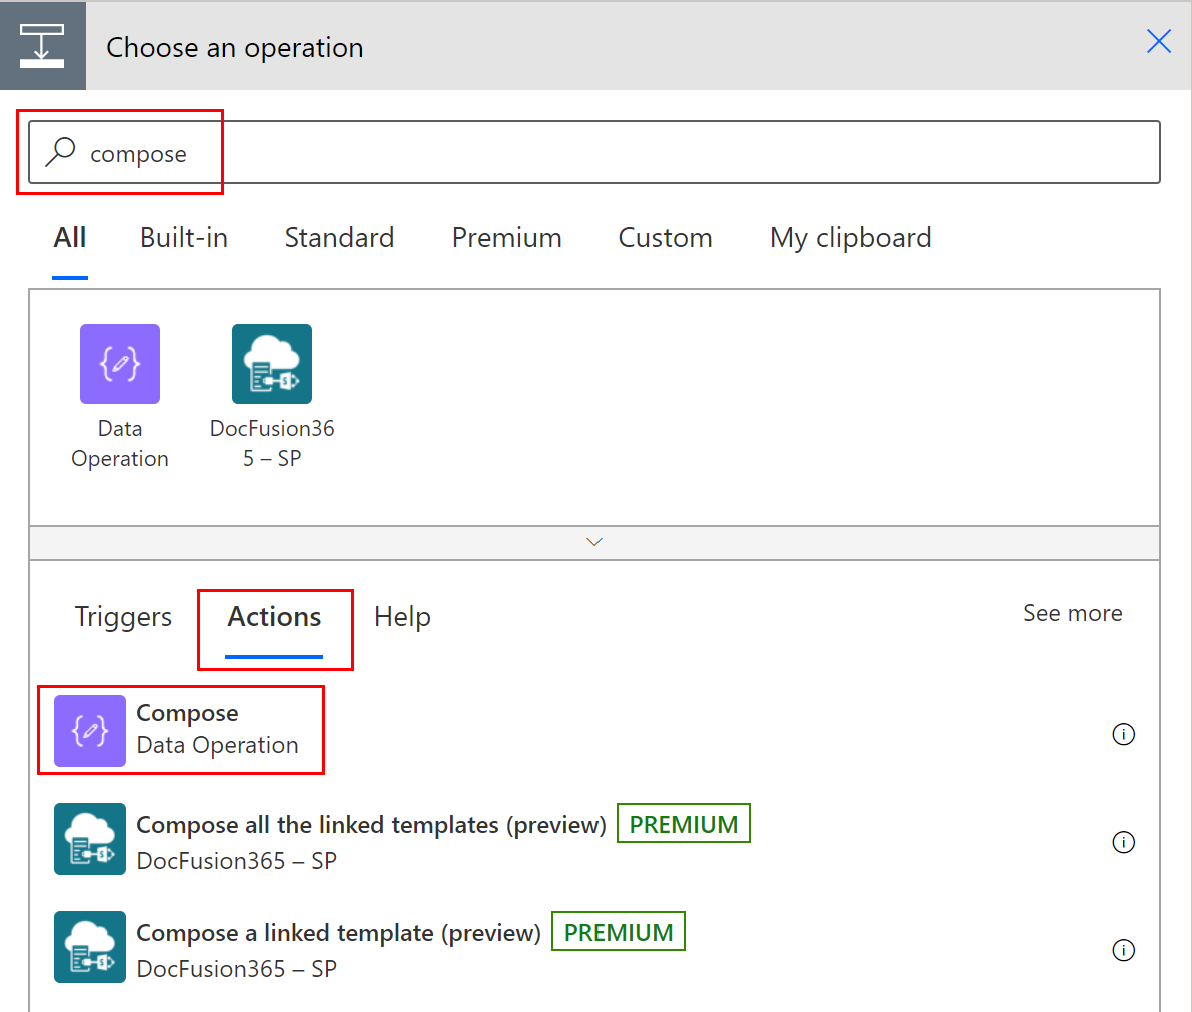 Choose an operation
compose
All Built-in Standard Premium Custom My clipboard
Data
Operation
DocFusion36
5 – SP
Triggers Actions Help See more
Compose
Data Operation
Compose all the linked templates (preview) PREMIUM
DocFusion365 – SP
Compose a linked template (preview) PREMIUM
DocFusion365 – SP